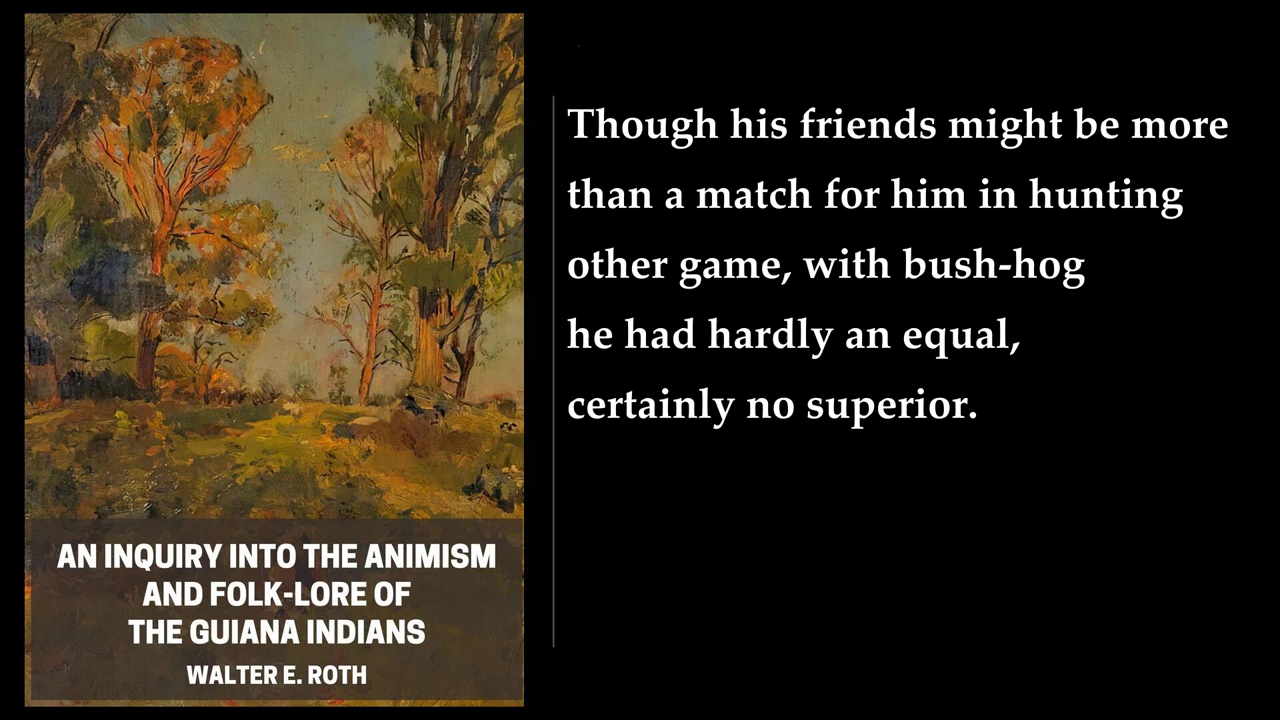 Though his friends might be more
than a match for him in hunting
other game, with bush-hog
he had hardly an equal,
certainly no superior.
AN INQUIRY INTO THE ANIMISM
AND FOLK-LORE OF
THE GUIANA INDIANS
WALTER E. ROTH